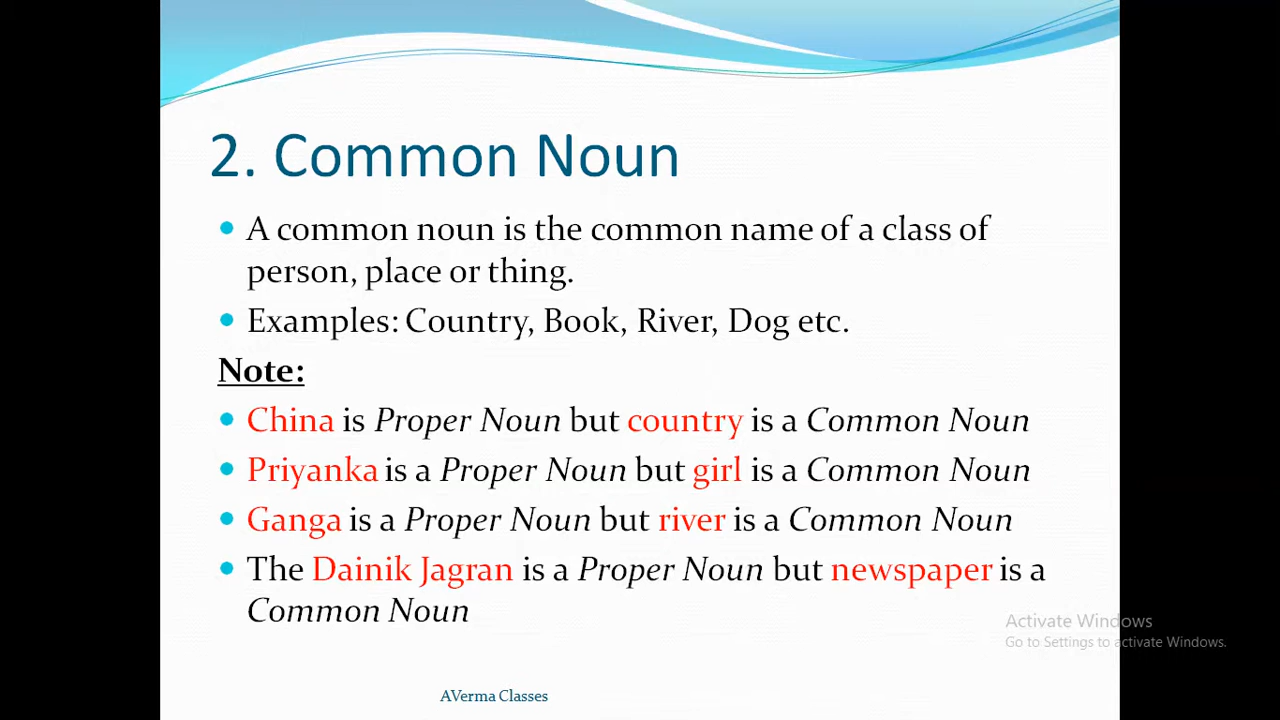 2. Common Noun
A common noun is the common name of a class of
person, place or thing.
Examples: Country, Book, River, Dog etc.
Note:
China is Proper Noun but country is a Common Noun
Priyanka is a Proper Noun but girl is a Common Noun
Ganga is a Proper Noun but river is a Common Noun
The Dainik Jagran is a Proper Noun but newspaper is a
Common Noun
Activate Windows
Go to Settings to activate Windows.
AVerma Classes